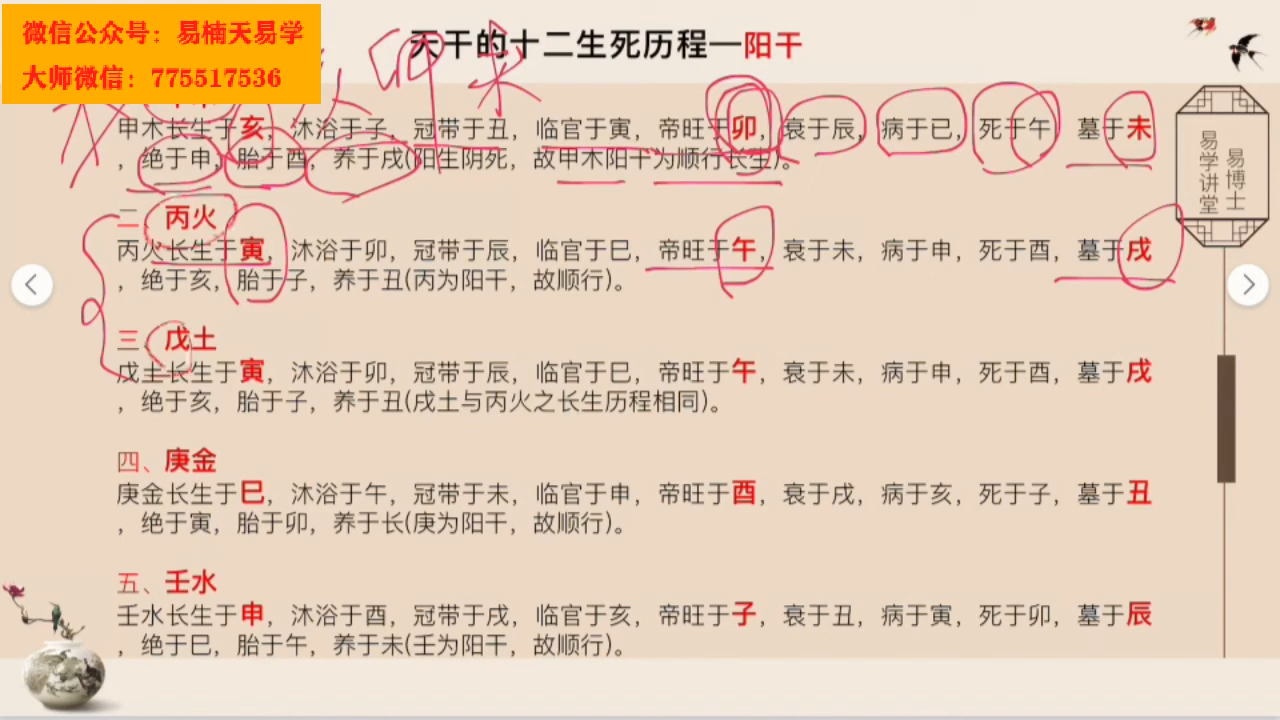 微信公众号：易楠天易学
大师微信：775517536
天干的十二生死历程—阳干
甲木长生于亥，沐浴于子，冠带于丑，临官于寅，帝旺于卯，衰于辰，病于巳，死于午，墓于未
，绝于申，胎于酉，养于戌(阳生阴死，故甲木阳干为顺行长生)。
二、丙火
丙火长生于寅，沐浴于卯，冠带于辰，临官于巳，帝旺于午，衰于未，病于申，死于酉，墓于戌
，绝于亥，胎于子，养于丑(丙为阳干，故顺行)。
三、戊土
戊土长生于寅，沐浴于卯，冠带于辰，临官于巳，帝旺于午，衰于未，病于申，死于酉，墓于戌
，绝于亥，胎于子，养于丑(戊土与丙火之长生历程相同)。
四、庚金
庚金长生于巳，沐浴于午，冠带于未，临官于申，帝旺于酉，衰于戌，病于亥，死于子，墓于丑
，绝于寅，胎于卯，养于长(庚为阳干，故顺行)。
五、壬水
壬水长生于申，沐浴于酉，冠带于戌，临官于亥，帝旺于子，衰于丑，病于寅，死于卯，墓于辰
，绝于巳，胎于午，养于未(壬为阳干，故顺行)。
易博士
易学讲堂